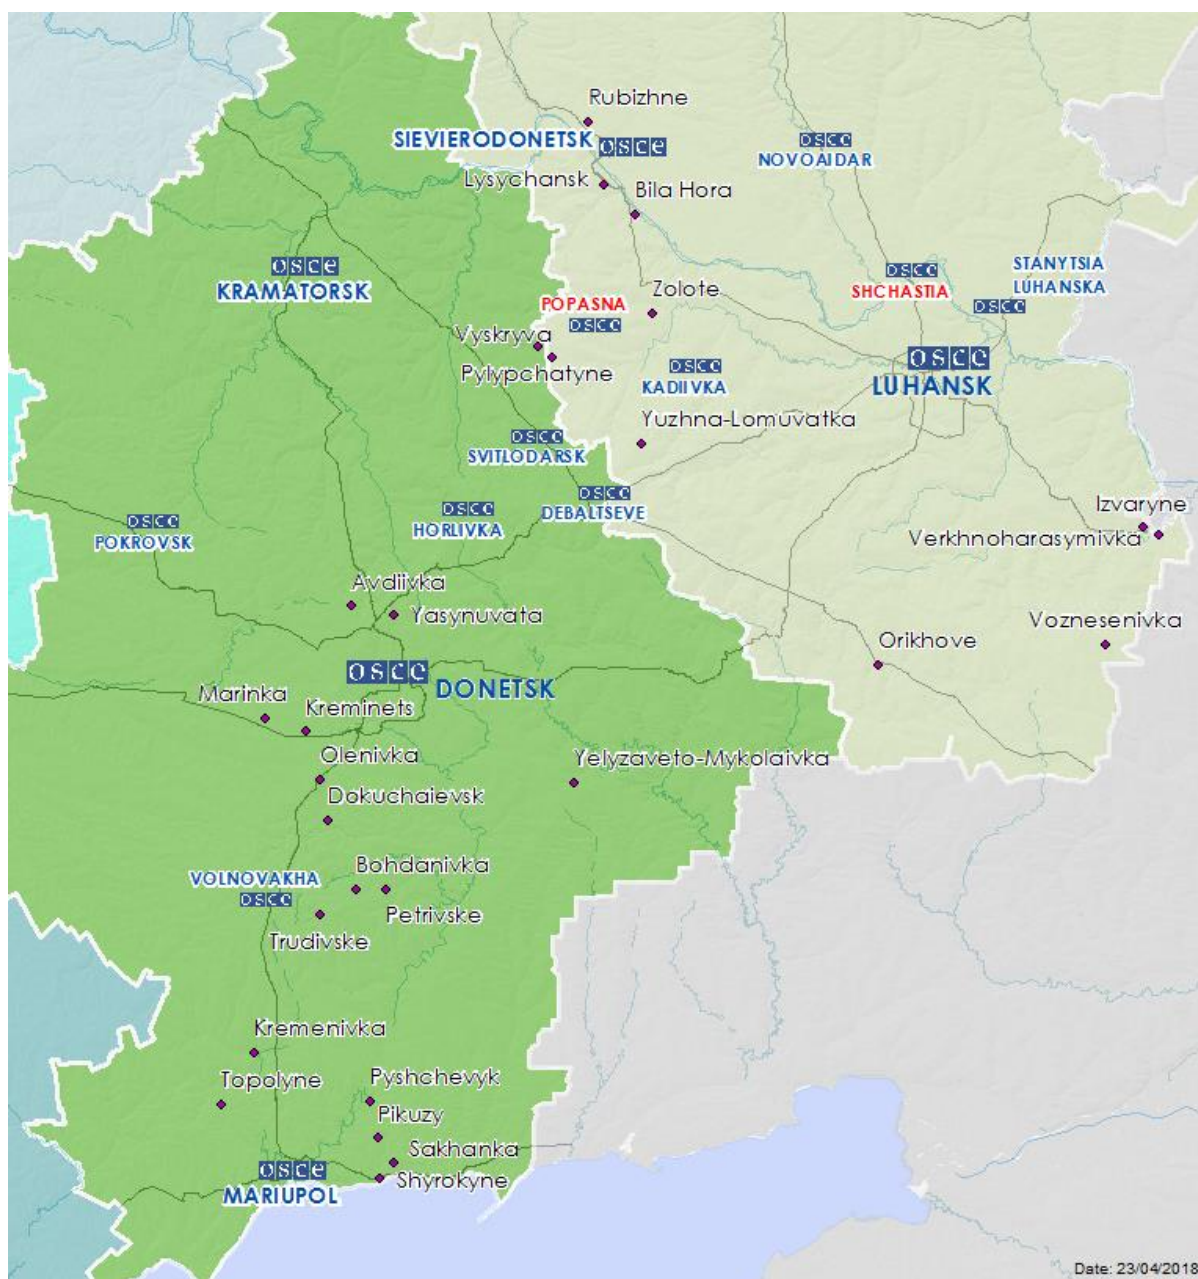 Rubizhne
SIEVIERODONETSK
osce
osce
NOVOAIDAR
Lysychansk
Bila Hora
osce
KRAMATORSK
osce
SHCHASTIA
STANYTSIA
LUHANSKA
osce
POPASNA
osce
Zolote
Vyskryva
Pylypchatyne
osce
KADIIVKA
osce
LUHANSK
Yuzhna-Lomuvatka
osce
SVITLODARSK
osce
DEBALTSEVE
osce
HORLIVKA
osce
POKROVSK
Izvaryne
Verkhnoharasymivka
Avdiivka
Yasynuvata
Voznesenivka
Orikhove
osce
DONETSK
Marinka
Kreminets
Olenivka
Yelyzaveto-Mykolaivka
Dokuchaievsk
Bohdanivka
VOLNOVAKHA
osce
Petrivske
Trudivske
Kremenivka
Topolyne
Pyshchevyk
Pikuzy
Sakhanka
Shyrokyne
osce
MARIUPOL
Date: 23/04/2018